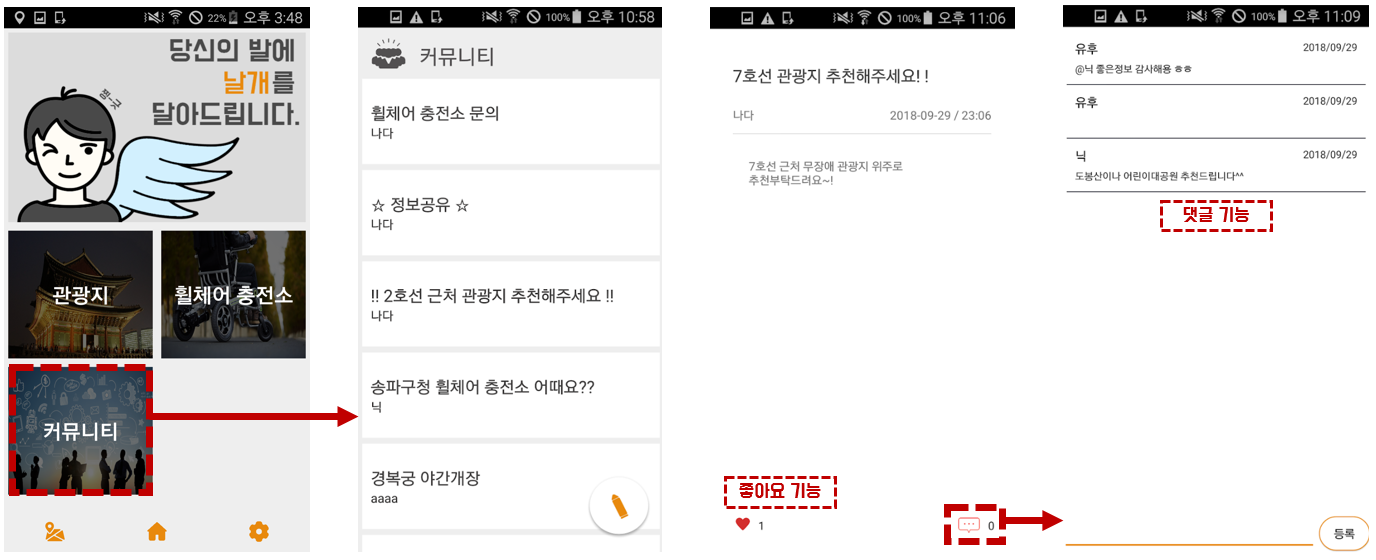 22% 오후 3:48
당신의 발에
날개를
달아드립니다.
핑-긋
관광지
휠체어 충전소
커뮤니티
100% 오후 10:58
커뮤니티
휠체어 충전소 문의
나다
☆ 정보공유 ☆
나다
!! 2호선 근처 관광지 추천해주세요 !!
나다
송파구청 휠체어 충전소 어때요??
닉
경복궁 야간개장
aaaa
100% 오후 11:06
7호선 관광지 추천해주세요! !
나다 2018-09-29 / 23:06
7호선 근처 무장애 관광지 위주로
추천부탁드려요~!
좋아요 기능
1 0
100% 오후 11:09
유후 2018/09/29
@닉 좋은정보 감사해용 ㅎㅎ
유후 2018/09/29
닉 2018/09/29
도봉산이나 어린이대공원 추천드립니다^^
댓글 기능
등록